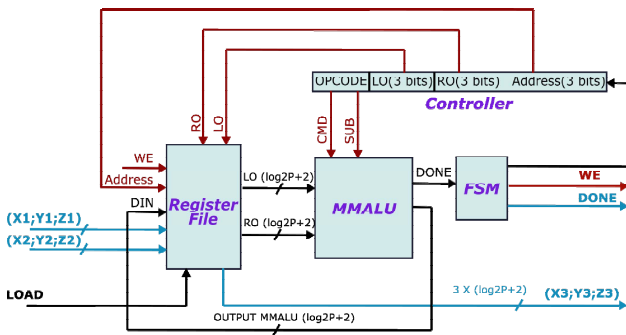 OPCODE LO(3 bits) RO(3 bits) Address(3 bits)
Controller
RO
LO
CMD
SUB
WE
Address
DIN
(X1;Y1;Z1)
(X2;Y2;Z2)
LOAD
Register
File
LO (log2P+2)
RO (log2P+2)
MMALU
DONE
FSM
WE
DONE
3 X (log2P+2)
(X3;Y3;Z3)
OUTPUT MMALU (log2P+2)